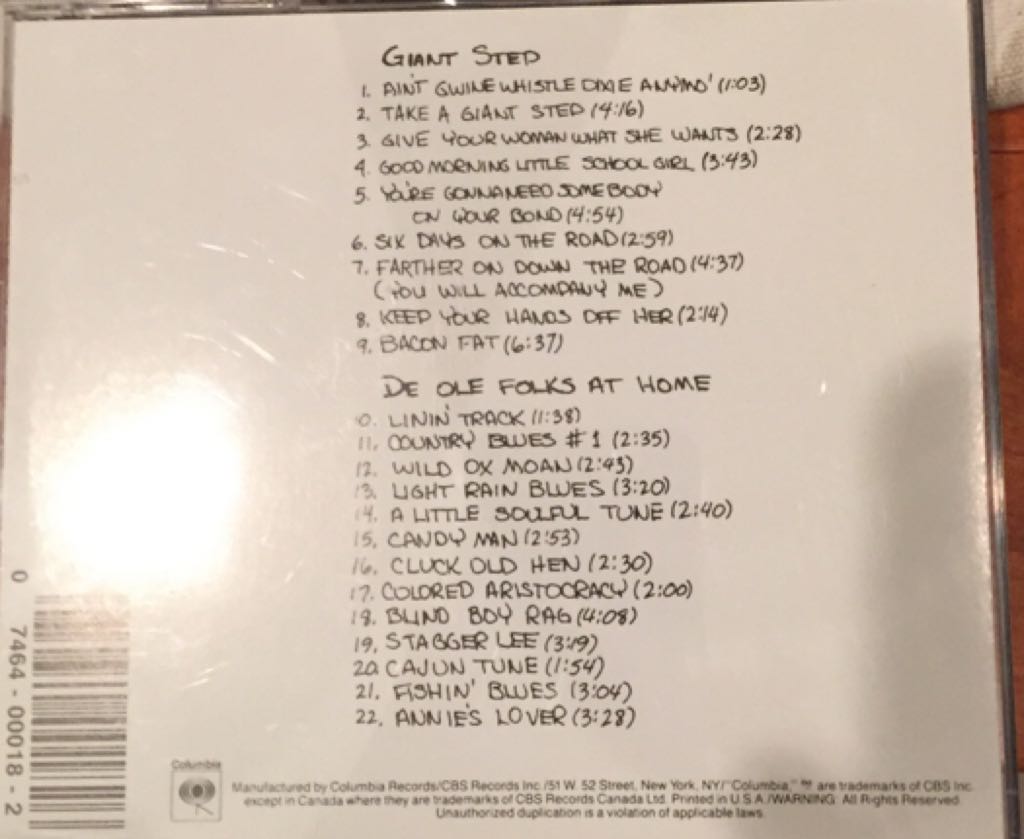 GIANT STEP
1. AIN'T GWINE WHISTLE DIXIE ANYMO' (1:03)
2. TAKE A GIANT STEP (4:16)
3. GIVE YOUR WOMAN WHAT SHE WANTS (2:28)
4. GOOD MORNING LITTLE SCHOOL GIRL (3:43)
5. YOU'RE GONNA NEED SOMEBODY
ON YOUR BOND (4:54)
6. SIX DAYS ON THE ROAD (2:59)
7. FARTHER ON DOWN THE ROAD (4:37)
(YOU WILL ACCOMPANY ME)
8. KEEP YOUR HANDS OFF HER (2:14)
9. BACON FAT (6:37)
DE OLE FOLKS AT HOME
10. LININ' TRACK (1:38)
11. COUNTRY BLUES #1 (2:35)
12. WILD OX MOAN (2:43)
13. LIGHT RAIN BLUES (3:20)
14. A LITTLE SOULFUL TUNE (2:40)
15. CANDY MAN (2:53)
16. CLUCK OLD HEN (2:30)
17. COLORED ARISTOCRACY (2:00)
18. BLIND BOY RAG (4:08)
19. STAGGER LEE (3:19)
20. CAJUN TUNE (1:54)
21. FISHIN' BLUES (3:04)
22. ANNIE'S LOVER (3:28)
0 7464-00018-2
Columbia
Manufactured by Columbia Records/CBS Records Inc./51 W. 52 Street, New York, NY/"Columbia," are trademarks of CBS Inc.
except in Canada where they are trademarks of CBS Records Canada Ltd. Printed in U.S.A./WARNING: All Rights Reserved.
Unauthorized duplication is a violation of applicable laws.